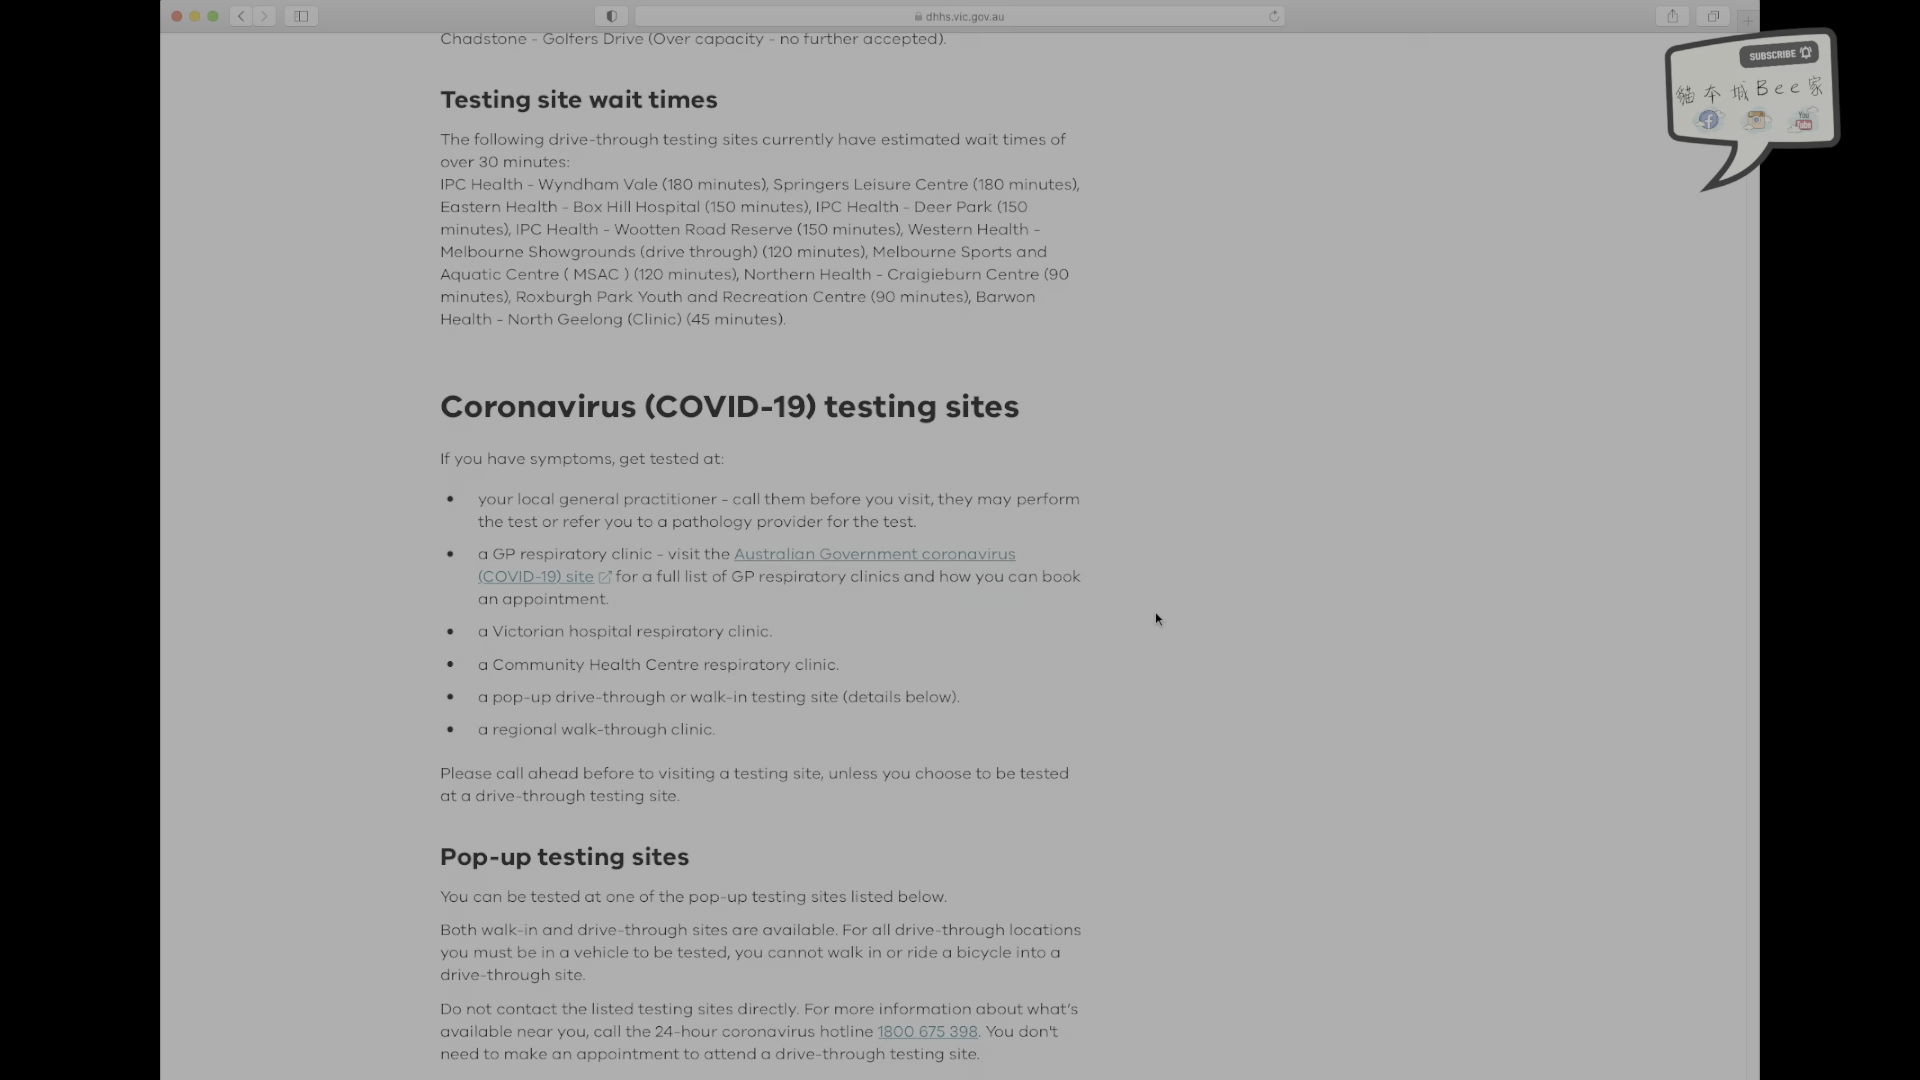 dhhs.vic.gov.au
Chadstone - Golfers Drive (Over capacity - no further accepted).
SUBSCRIBE
貓本城Bee家
You
Tube
Testing site wait times
The following drive-through testing sites currently have estimated wait times of
over 30 minutes:
IPC Health - Wyndham Vale (180 minutes), Springers Leisure Centre (180 minutes),
Eastern Health - Box Hill Hospital (150 minutes), IPC Health - Deer Park (150
minutes), IPC Health - Wootten Road Reserve (150 minutes), Western Health -
Melbourne Showgrounds (drive through) (120 minutes), Melbourne Sports and
Aquatic Centre ( MSAC ) (120 minutes), Northern Health - Craigieburn Centre (90
minutes), Roxburgh Park Youth and Recreation Centre (90 minutes), Barwon
Health - North Geelong (Clinic) (45 minutes).
Coronavirus (COVID-19) testing sites
If you have symptoms, get tested at:
• your local general practitioner - call them before you visit, they may perform
the test or refer you to a pathology provider for the test.
• a GP respiratory clinic - visit the Australian Government coronavirus
(COVID-19) site for a full list of GP respiratory clinics and how you can book
an appointment.
• a Victorian hospital respiratory clinic.
• a Community Health Centre respiratory clinic.
• a pop-up drive-through or walk-in testing site (details below).
• a regional walk-through clinic.
Please call ahead before to visiting a testing site, unless you choose to be tested
at a drive-through testing site.
Pop-up testing sites
You can be tested at one of the pop-up testing sites listed below.
Both walk-in and drive-through sites are available. For all drive-through locations
you must be in a vehicle to be tested, you cannot walk in or ride a bicycle into a
drive-through site.
Do not contact the listed testing sites directly. For more information about what's
available near you, call the 24-hour coronavirus hotline 1800 675 398. You don't
need to make an appointment to attend a drive-through testing site.